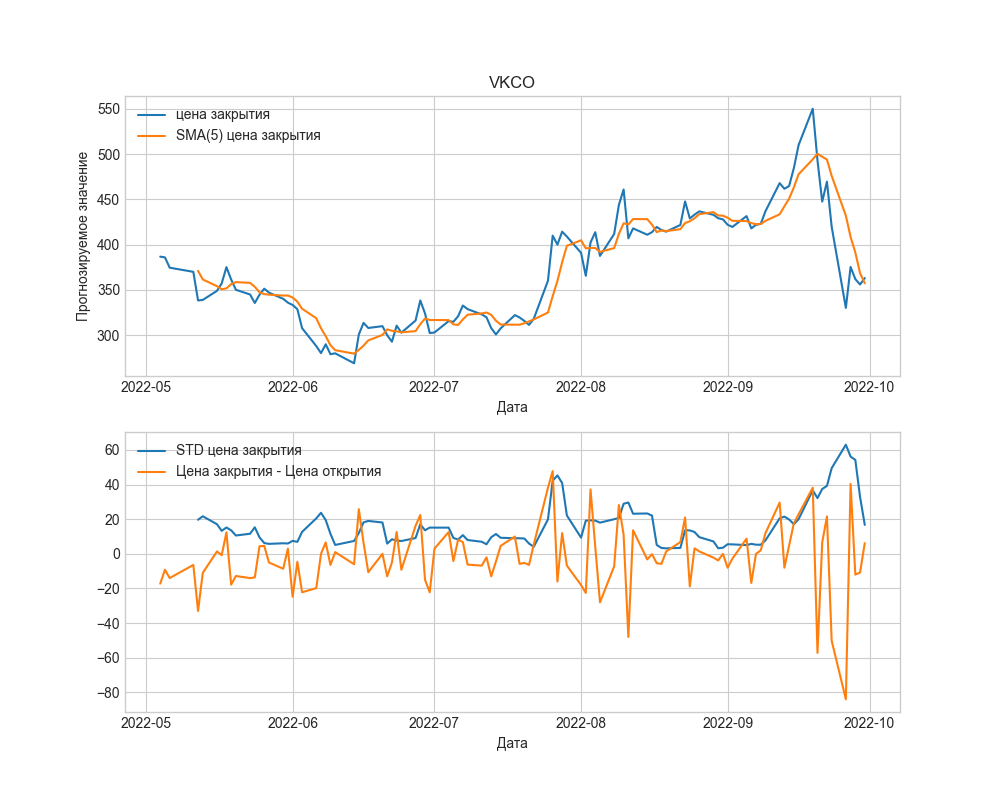 VKCO
цена закрытия
SMA(5) цена закрытия
Прогнозируемое значение
550
500
450
400
350
300
2022-05 2022-06 2022-07 2022-08 2022-09 2022-10
Дата
STD цена закрытия
Цена закрытия - Цена открытия
60
40
20
0
−20
−40
−60
−80
2022-05 2022-06 2022-07 2022-08 2022-09 2022-10
Дата